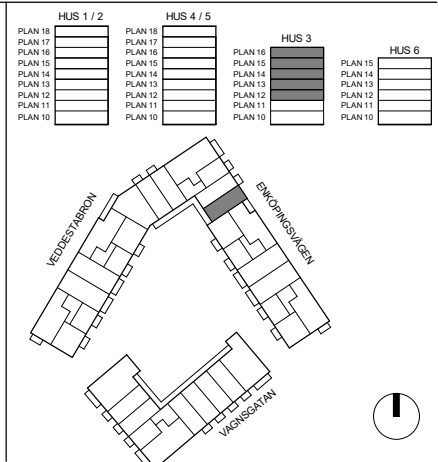 HUS 1 / 2
PLAN 18
PLAN 17
PLAN 16
PLAN 15
PLAN 14
PLAN 13
PLAN 12
PLAN 11
PLAN 10
HUS 4 / 5
PLAN 18
PLAN 17
PLAN 16
PLAN 15
PLAN 14
PLAN 13
PLAN 12
PLAN 11
PLAN 10
HUS 3
PLAN 16
PLAN 15
PLAN 14
PLAN 13
PLAN 12
PLAN 11
PLAN 10
HUS 6
PLAN 15
PLAN 14
PLAN 13
PLAN 12
PLAN 11
PLAN 10
VEDDESTABRON
ENKÖPINGSVÄGEN
VAGNSGATAN